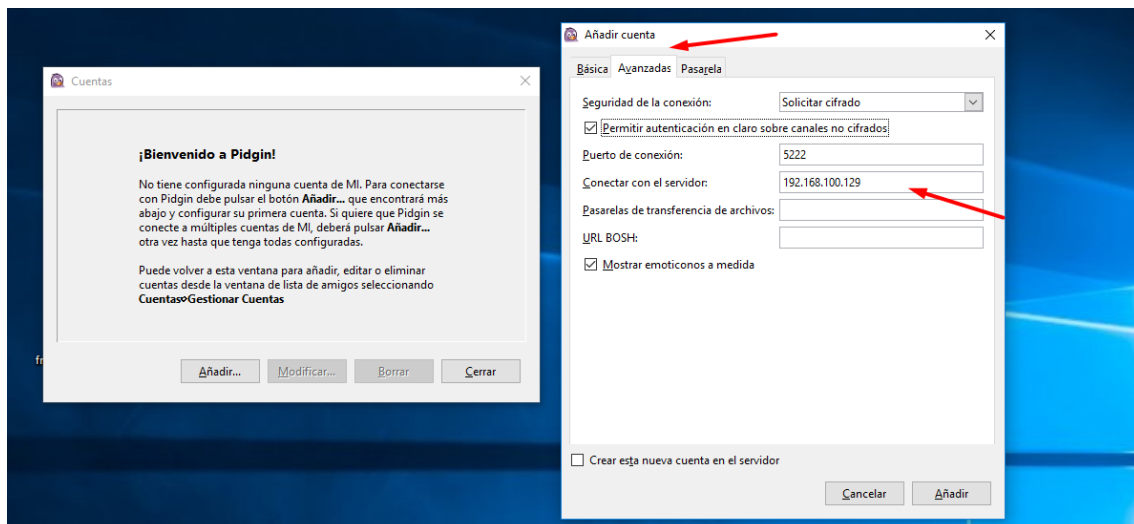 Cuentas
¡Bienvenido a Pidgin!
No tiene configurada ninguna cuenta de MI. Para conectarse
con Pidgin debe pulsar el botón Añadir... que encontrará más
abajo y configurar su primera cuenta. Si quiere que Pidgin se
conecte a múltiples cuentas de MI, deberá pulsar Añadir...
otra vez hasta que tenga todas configuradas.
Puede volver a esta ventana para añadir, editar o eliminar
cuentas desde la ventana de lista de amigos seleccionando
Cuentas⇨Gestionar Cuentas
Añadir... Modificar... Borrar Cerrar
Añadir cuenta
Básica Avanzadas Pasarela
Seguridad de la conexión: Solicitar cifrado
Permitir autenticación en claro sobre canales no cifrados
Puerto de conexión: 5222
Conectar con el servidor: 192.168.100.129
Pasarelas de transferencia de archivos:
URL BOSH:
Mostrar emoticonos a medida
Crear esta nueva cuenta en el servidor
Cancelar Añadir